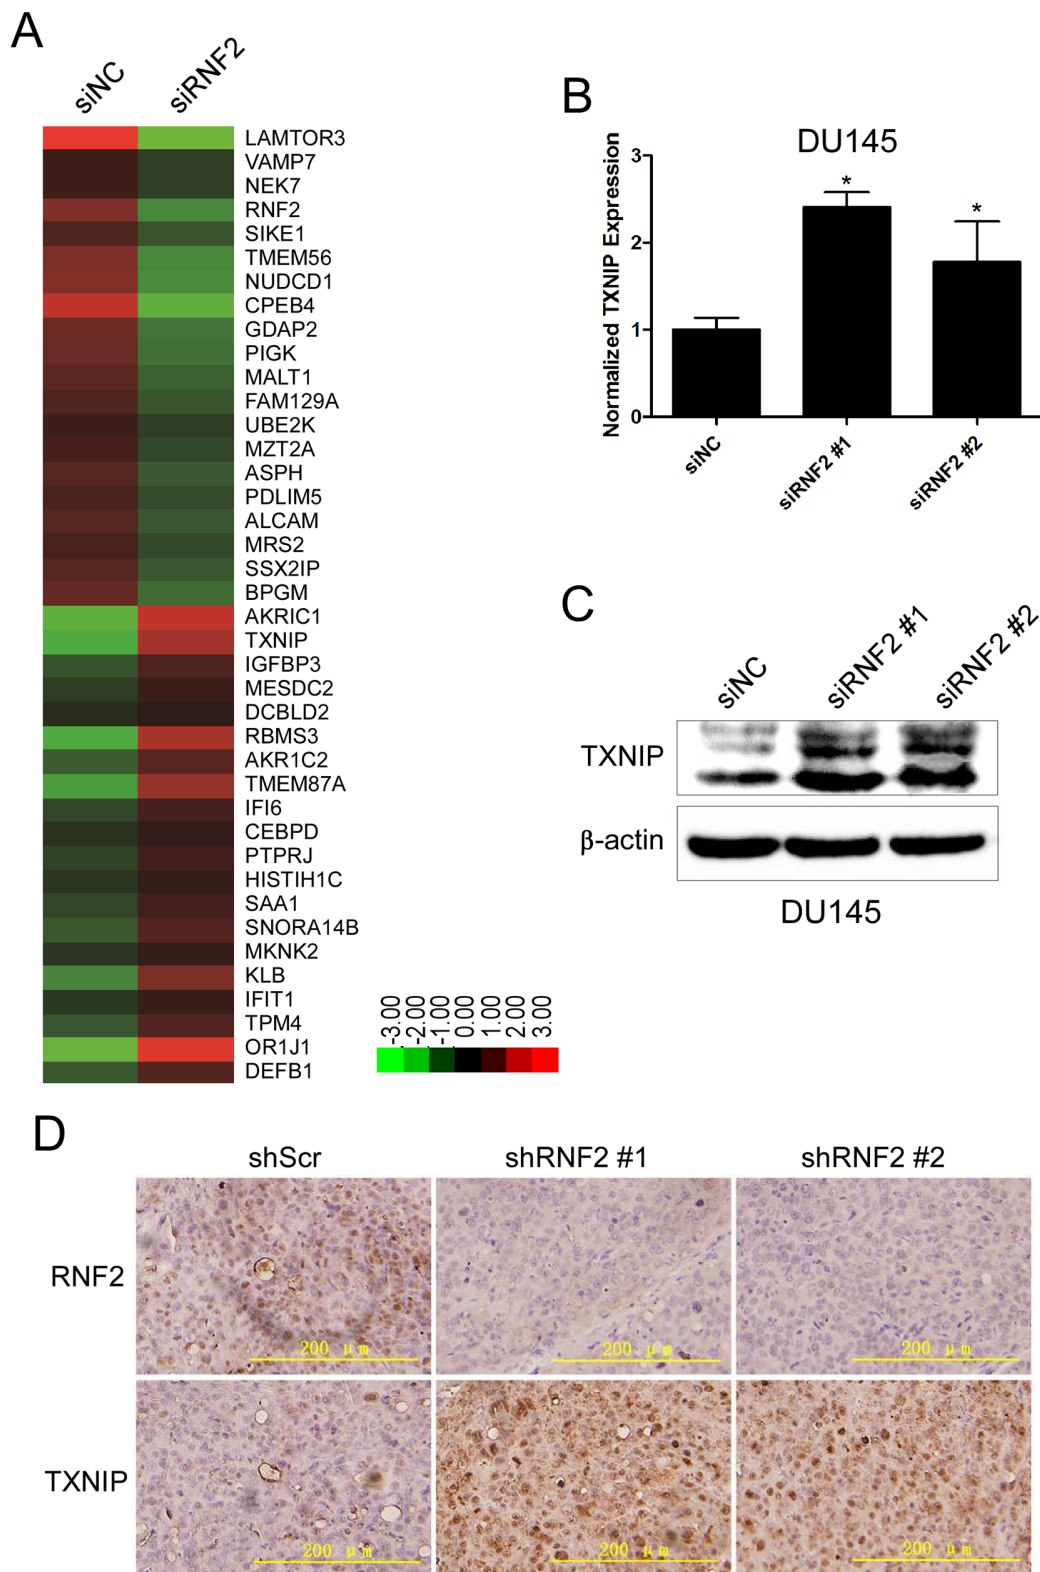 A
siNC
siRNF2
LAMTOR3
VAMP7
NEK7
RNF2
SIKE1
TMEM56
NUDCD1
CPEB4
GDAP2
PIGK
MALT1
FAM129A
UBE2K
MZT2A
ASPH
PDLIM5
ALCAM
MRS2
SSX2IP
BPGM
AKRIC1
TXNIP
IGFBP3
MESDC2
DCBLD2
RBMS3
AKR1C2
TMEM87A
IFI6
CEBPD
PTPRJ
HISTIH1C
SAA1
SNORA14B
MKNK2
KLB
IFIT1
TPM4
OR1J1
DEFB1
-3.00
-2.00
-1.00
0.00
1.00
2.00
3.00
B
DU145
Normalized TXNIP Expression
3
2
1
0
*
*
siNC
siRNF2 #1
siRNF2 #2
C
siNC
siRNF2 #1
siRNF2 #2
TXNIP
β-actin
DU145
D
shScr
shRNF2 #1
shRNF2 #2
RNF2
200 μm
200 μm
200 μm
TXNIP
200 μm
200 μm
200 μm